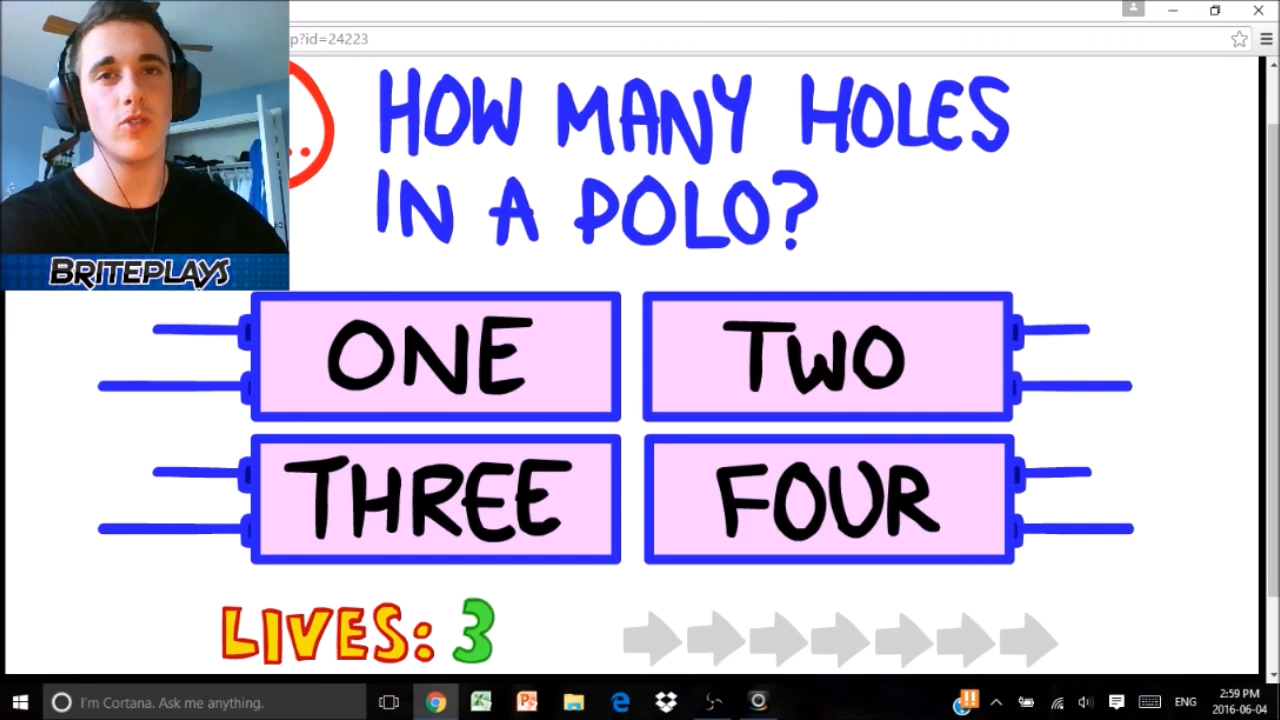 p?id=24223
HOW MANY HOLES
IN A POLO?
BRITEPLAYS
ONE
TWO
THREE
FOUR
LIVES: 3
I'm Cortana. Ask me anything.
ENG
2:59 PM
2016-06-04